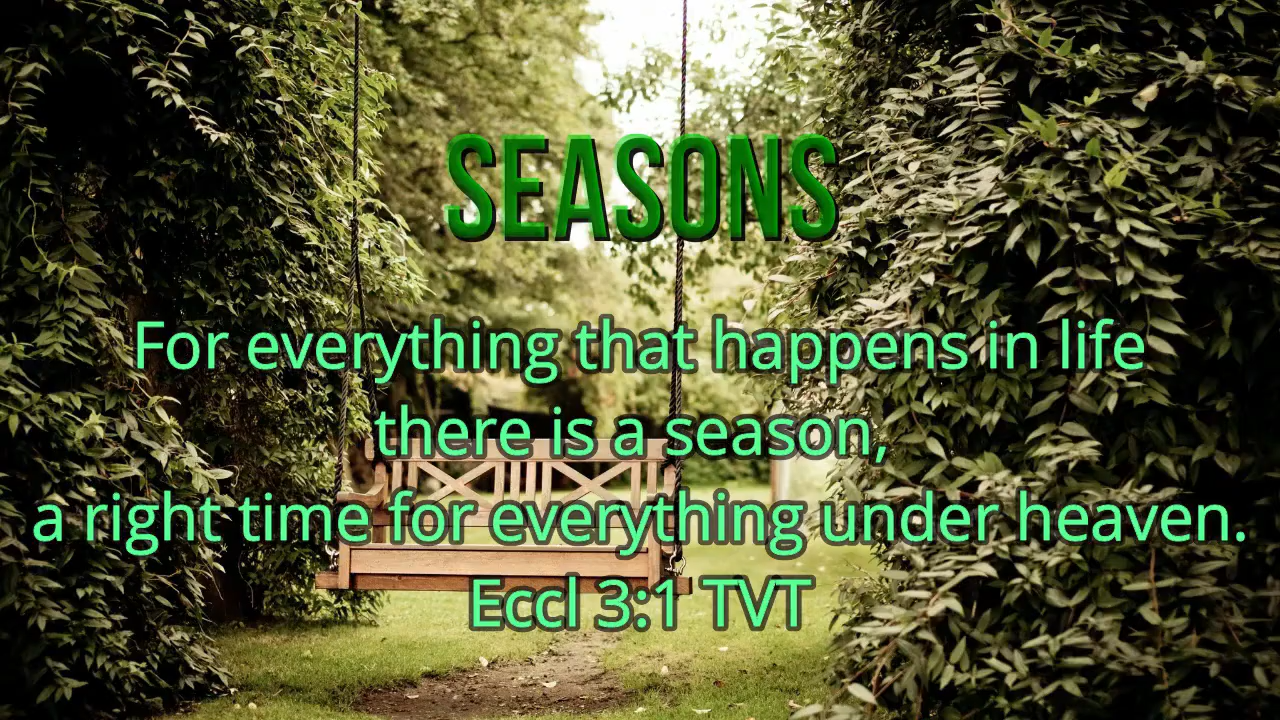 SEASONS
For everything that happens in life
there is a season,
a right time for everything under heaven.
Eccl 3:1 TVT